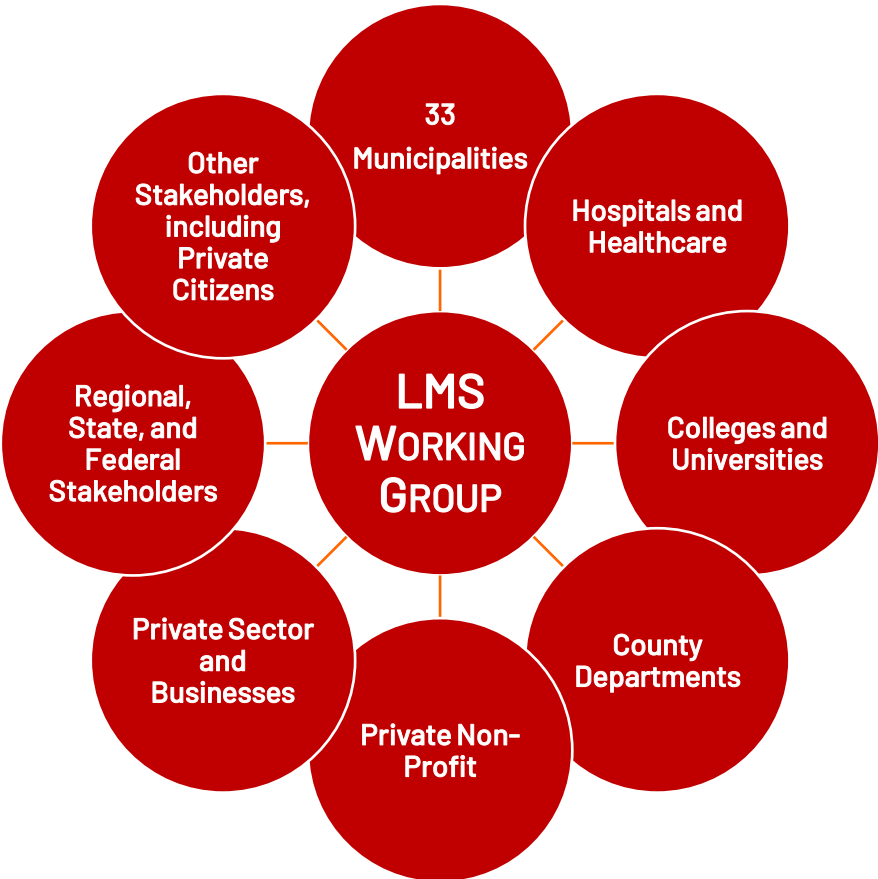 33
Municipalities
Hospitals and
Healthcare
Colleges and
Universities
County
Departments
Private Non-
Profit
Private Sector
and
Businesses
Regional,
State, and
Federal
Stakeholders
Other
Stakeholders,
including
Private
Citizens
LMS
WORKING
GROUP